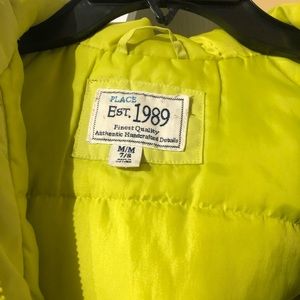 PLACE
EST. 1989
Finest Quality
Authentic Handcrafted Details
M/M
7/8